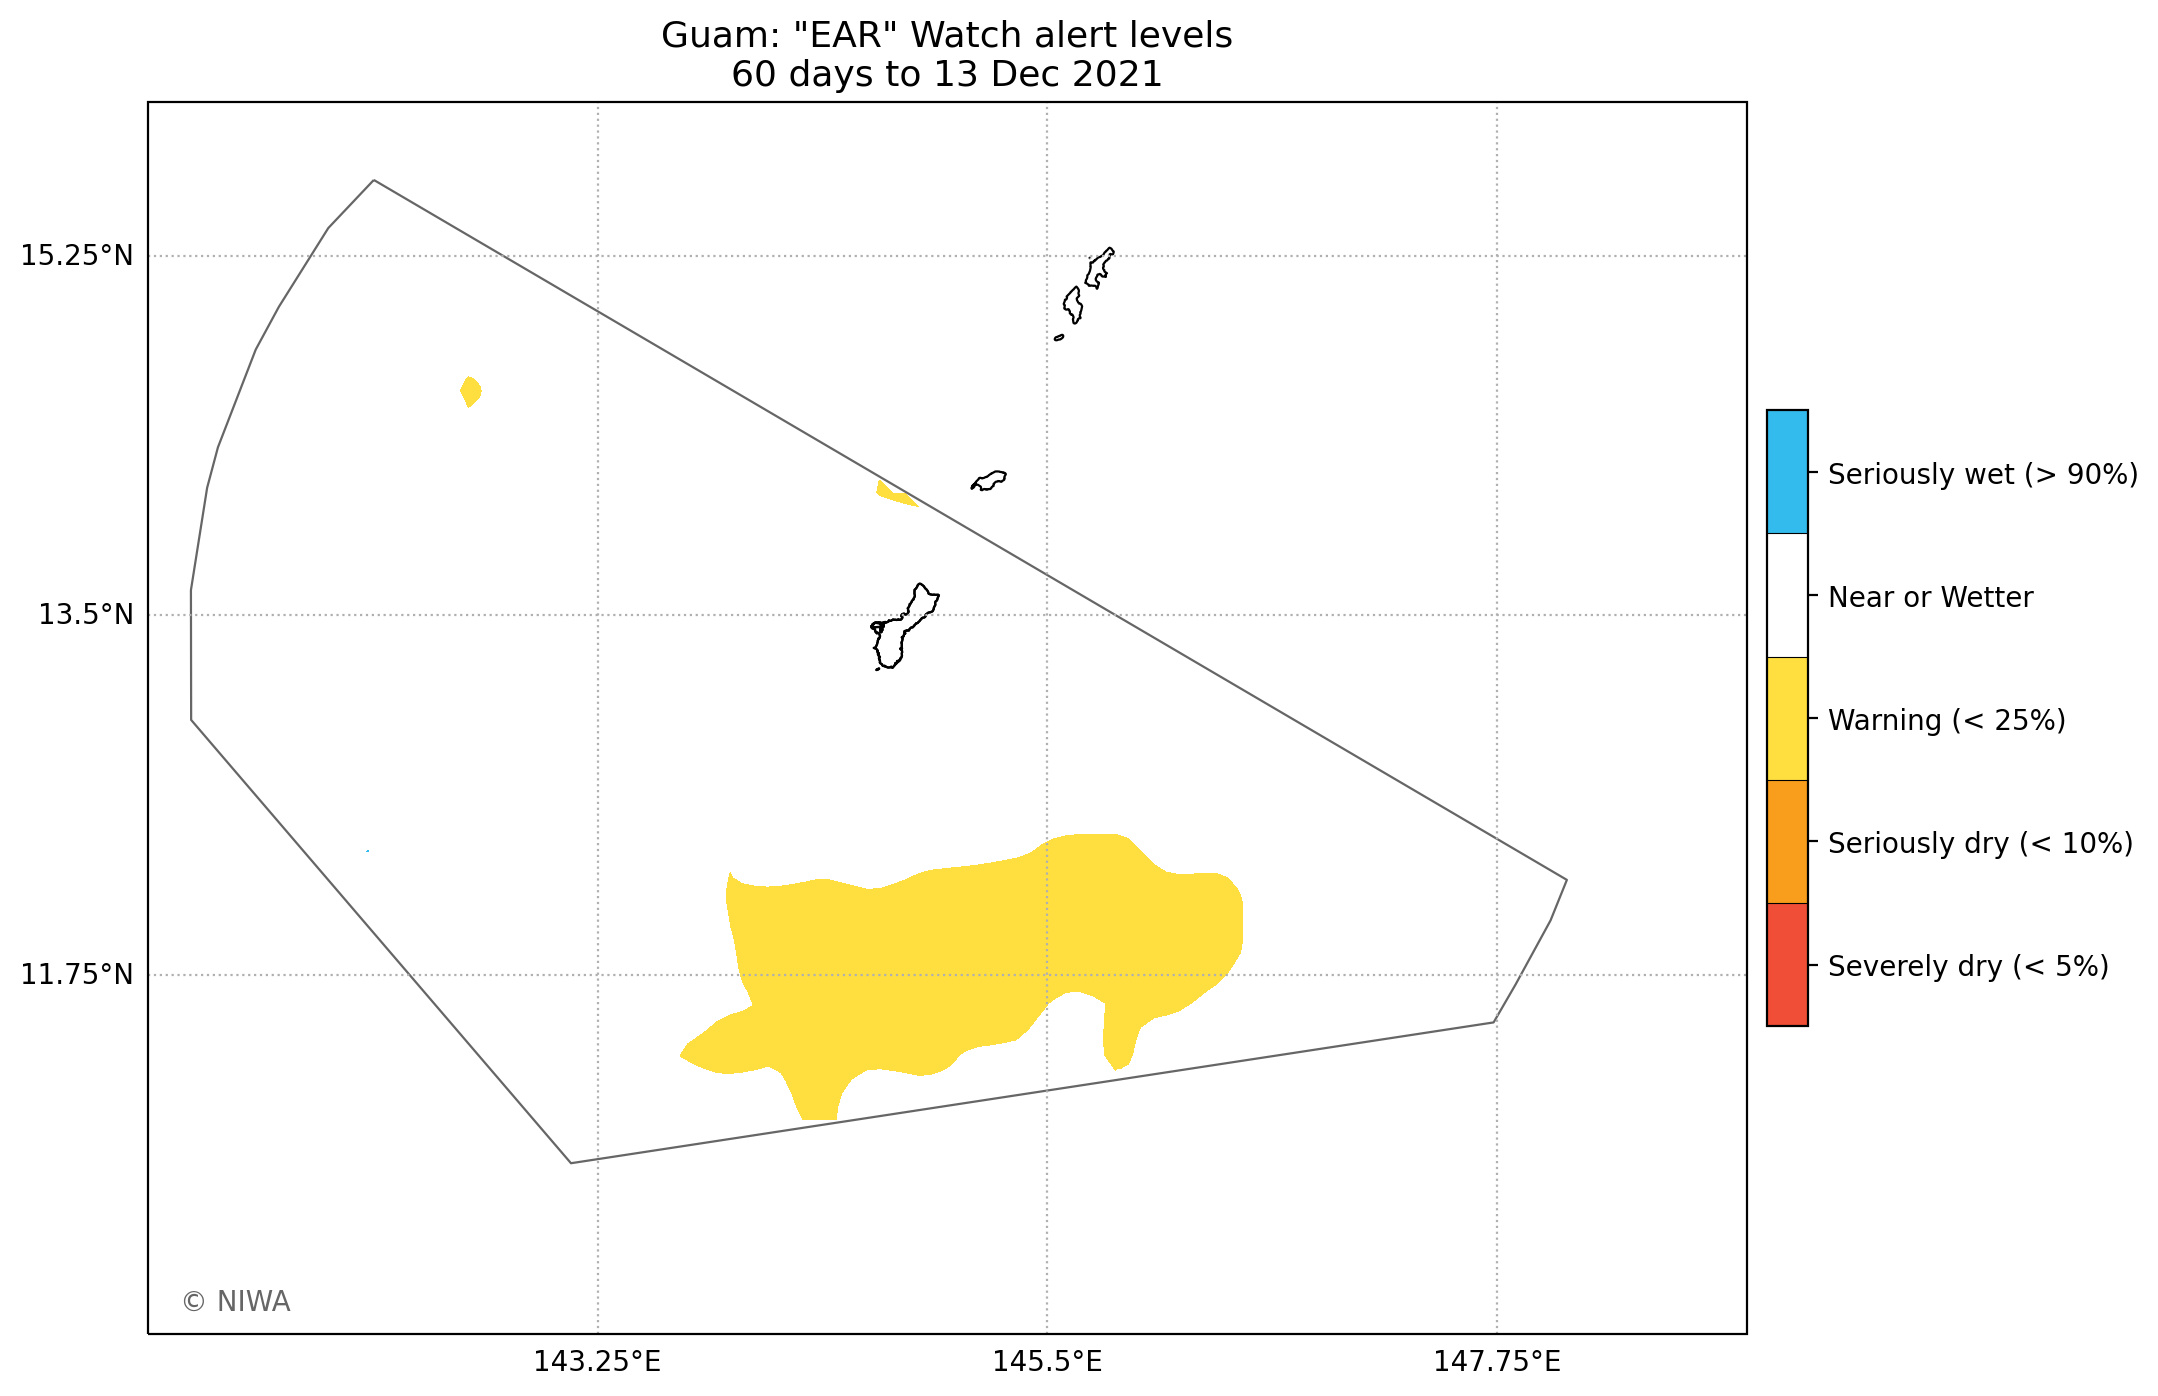 Guam: "EAR" Watch alert levels
60 days to 13 Dec 2021
15.25°N
13.5°N
11.75°N
143.25°E
145.5°E
147.75°E
© NIWA
Seriously wet (> 90%)
Near or Wetter
Warning (< 25%)
Seriously dry (< 10%)
Severely dry (< 5%)